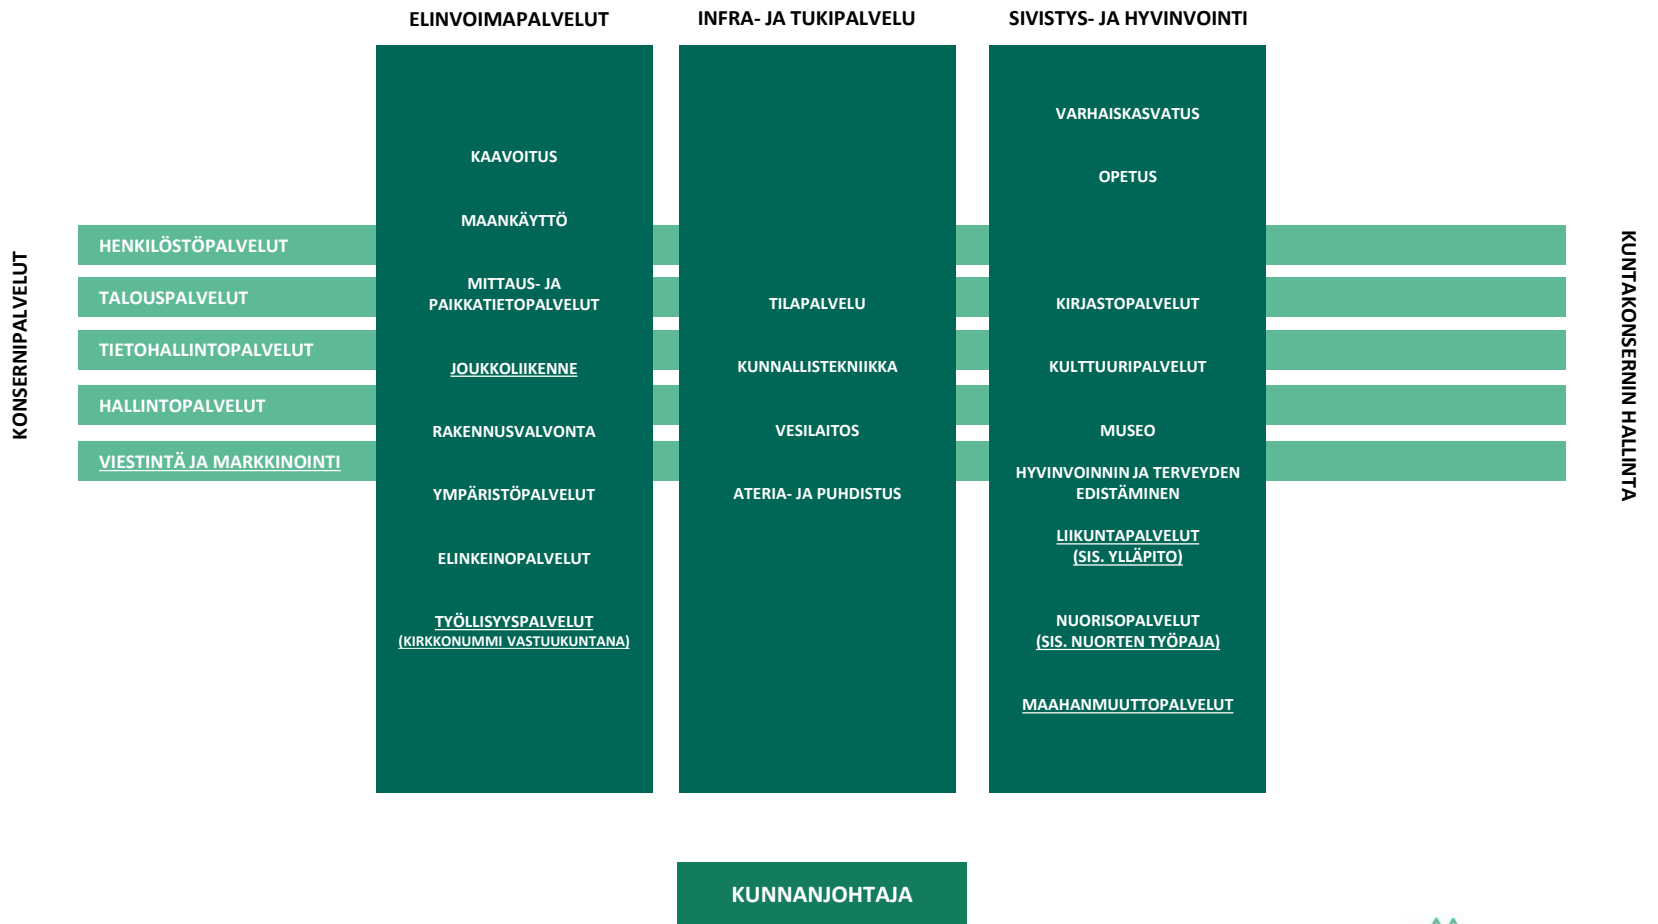 ELINVOIMAPALVELUT
INFRA- JA TUKIPALVELU
SIVISTYS- JA HYVINVOINTI
KONSERNIPALVELUT
HENKILÖSTÖPALVELUT
TALOUSPALVELUT
TIETOHALLINTOPALVELUT
HALLINTOPALVELUT
VIESTINTÄ JA MARKKINOINTI
KAAVOITUS
MAANKÄYTTÖ
MITTAUS- JA
PAIKKATIETOPALVELUT
JOUKKOLIIKENNE
RAKENNUSVALVONTA
YMPÄRISTÖPALVELUT
ELINKEINOPALVELUT
TYÖLLISYYSPALVELUT
(KIRKKONUMMI VASTUUKUNTANA)
TILAPALVELU
KUNNALLISTEKNIIKKA
VESILAITOS
ATERIA- JA PUHDISTUS
VARHAISKASVATUS
OPETUS
KIRJASTOPALVELUT
KULTTUURIPALVELUT
MUSEO
HYVINVOINNIN JA TERVEYDEN
EDISTÄMINEN
LIIKUNTAPALVELUT
(SIS. YLLÄPITO)
NUORISOPALVELUT
(SIS. NUORTEN TYÖPAJA)
MAAHANMUUTTOPALVELUT
KUNTAKONSERNIN HALLINTA
KUNNANJOHTAJA